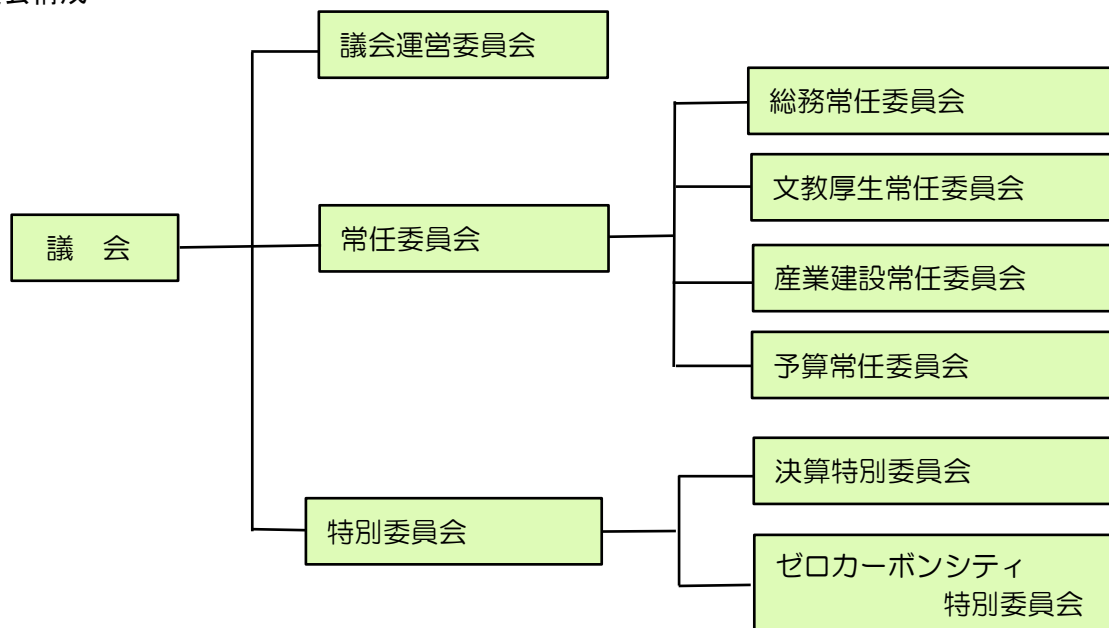 議会運営委員会
総務常任委員会
文教厚生常任委員会
議　会
常任委員会
産業建設常任委員会
予算常任委員会
決算特別委員会
特別委員会
ゼロカーボンシティ
特別委員会